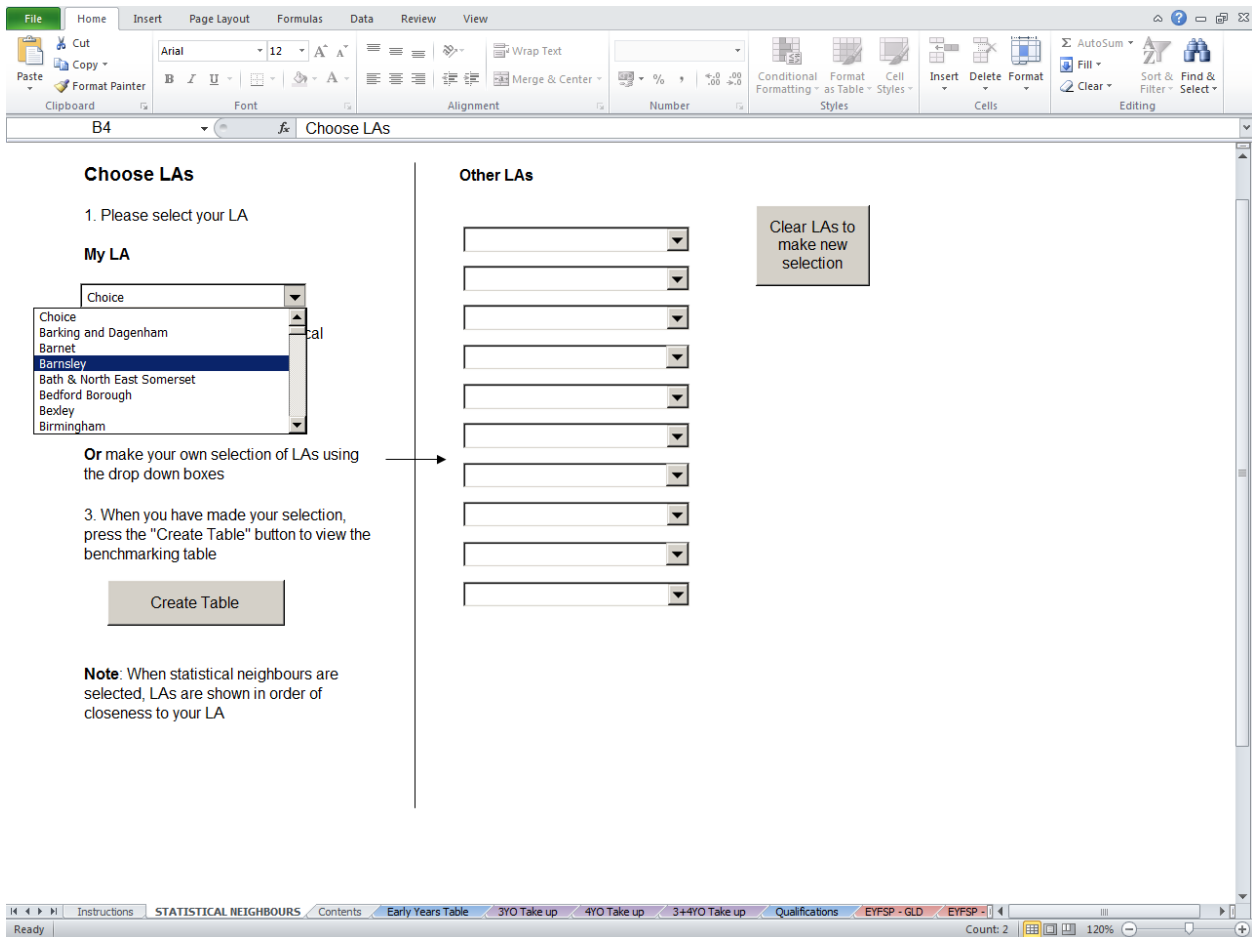 File Home Insert Page Layout Formulas Data Review View
Cut
Copy
Format Painter
Paste
Clipboard
Arial 12
B I U
Font
Wrap Text
Merge & Center
Alignment
Number
Conditional Formatting
Format as Table
Cell Styles
Styles
Insert Delete Format
Cells
AutoSum
Fill
Clear
Sort & Filter
Find & Select
Editing
B4 fx Choose LAs
Choose LAs
1. Please select your LA
My LA
Choice
Choice
Barking and Dagenham
Barnet
Barnsley
Bath & North East Somerset
Bedford Borough
Bexley
Birmingham
Or make your own selection of LAs using
the drop down boxes
3. When you have made your selection,
press the "Create Table" button to view the
benchmarking table
Create Table
Note: When statistical neighbours are
selected, LAs are shown in order of
closeness to your LA
Other LAs
Clear LAs to
make new
selection
Instructions STATISTICAL NEIGHBOURS Contents Early Years Table 3YO Take up 4YO Take up 3+4YO Take up Qualifications EYFSP - GLD EYFSP -
Ready Count: 2 120%